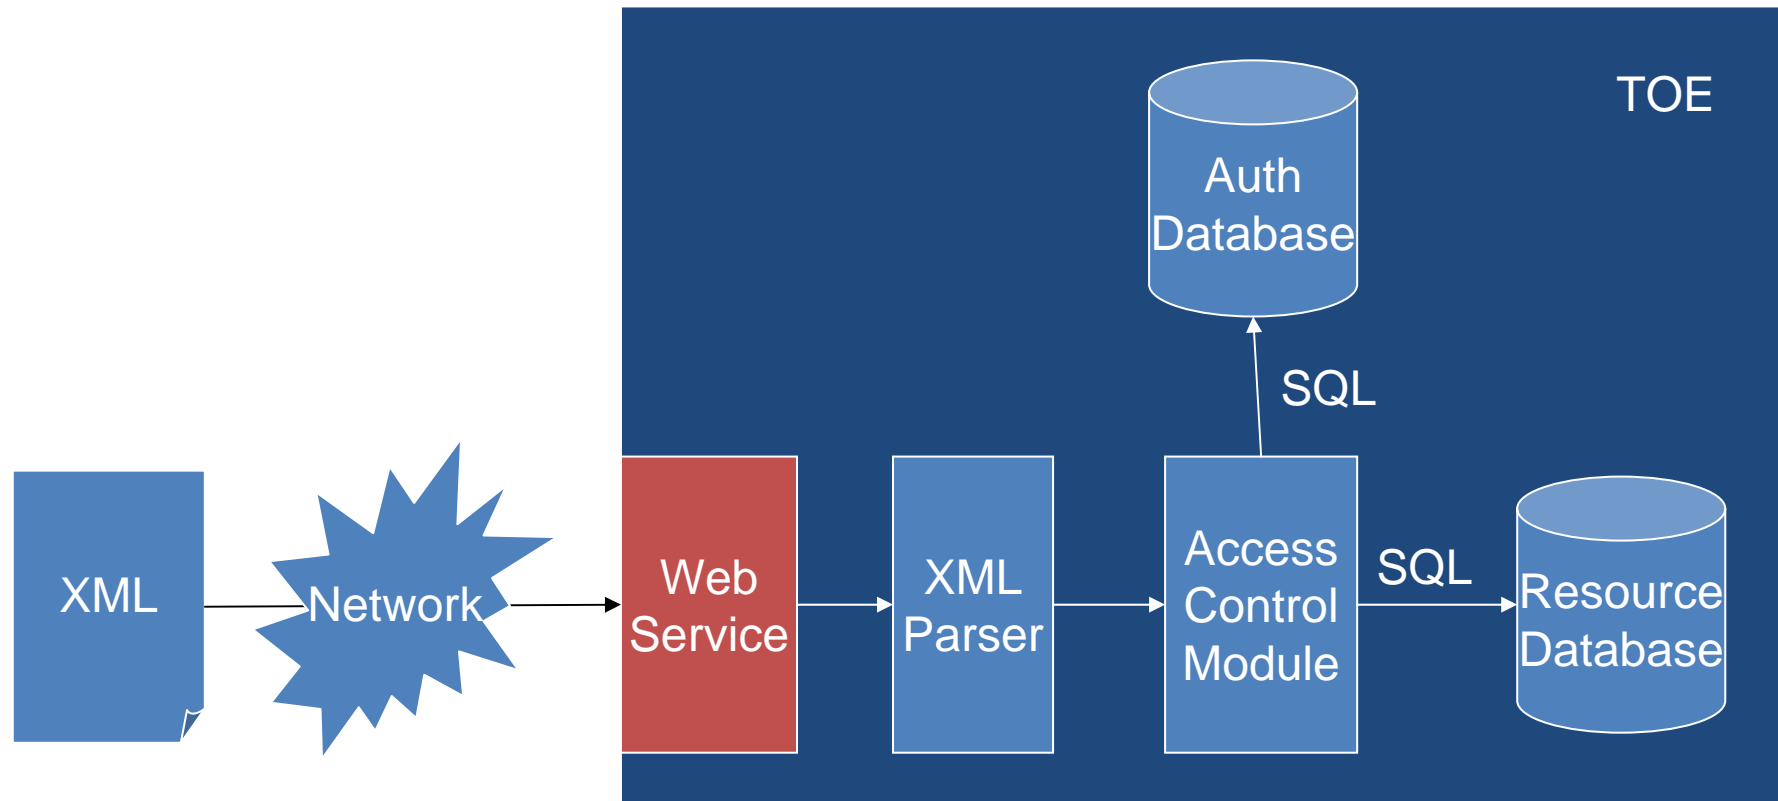 TOE
Auth
Database
SQL
XML
Network
Web
Service
XML
Parser
Access
Control
Module
SQL
Resource
Database